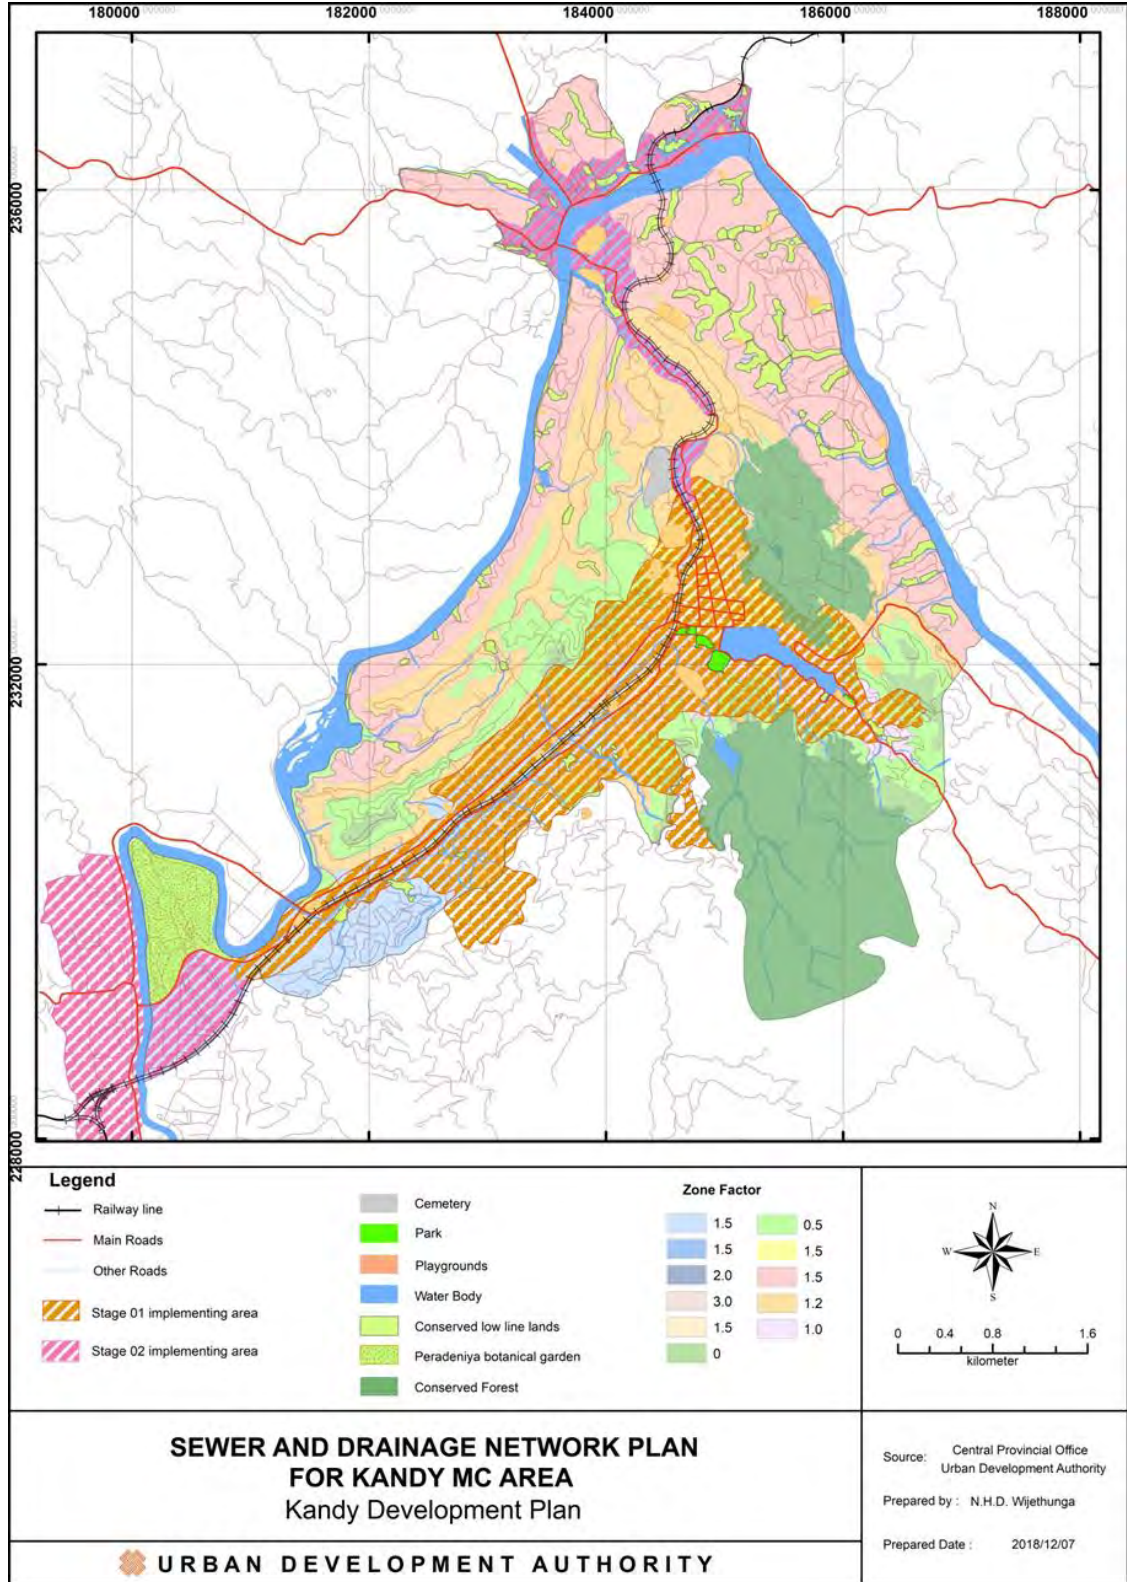 180000
182000
184000
186000
188000
236000
232000
228000
Legend
Railway line
Main Roads
Other Roads
Stage 01 implementing area
Stage 02 implementing area
Cemetery
Park
Playgrounds
Water Body
Conserved low line lands
Peradeniya botanical garden
Conserved Forest
Zone Factor
1.5
1.5
2.0
3.0
1.5
0
0.5
1.5
1.5
1.2
1.0
N
W
E
S
0 0.4 0.8 1.6
kilometer
SEWER AND DRAINAGE NETWORK PLAN
FOR KANDY MC AREA
Kandy Development Plan
URBAN DEVELOPMENT AUTHORITY
Source: Central Provincial Office
Urban Development Authority
Prepared by : N.H.D. Wijethunga
Prepared Date : 2018/12/07